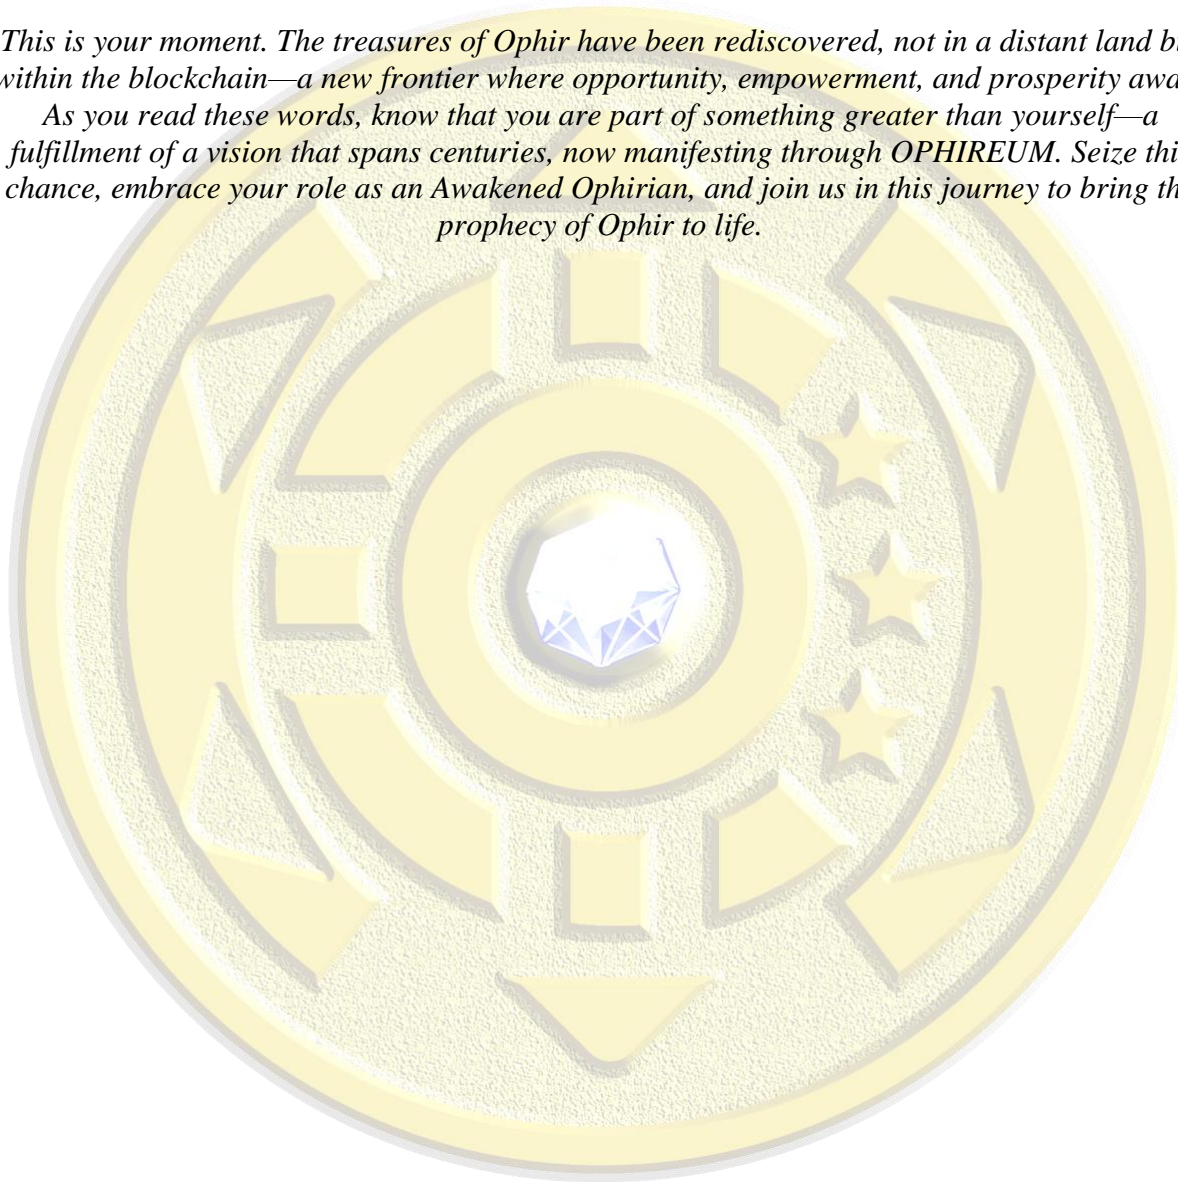 This is your moment. The treasures of Ophir have been rediscovered, not in a distant land b
within the blockchain—a new frontier where opportunity, empowerment, and prosperity awa
As you read these words, know that you are part of something greater than yourself—a
fulfillment of a vision that spans centuries, now manifesting through OPHIREUM. Seize thi
chance, embrace your role as an Awakened Ophirian, and join us in this journey to bring th
prophecy of Ophir to life.